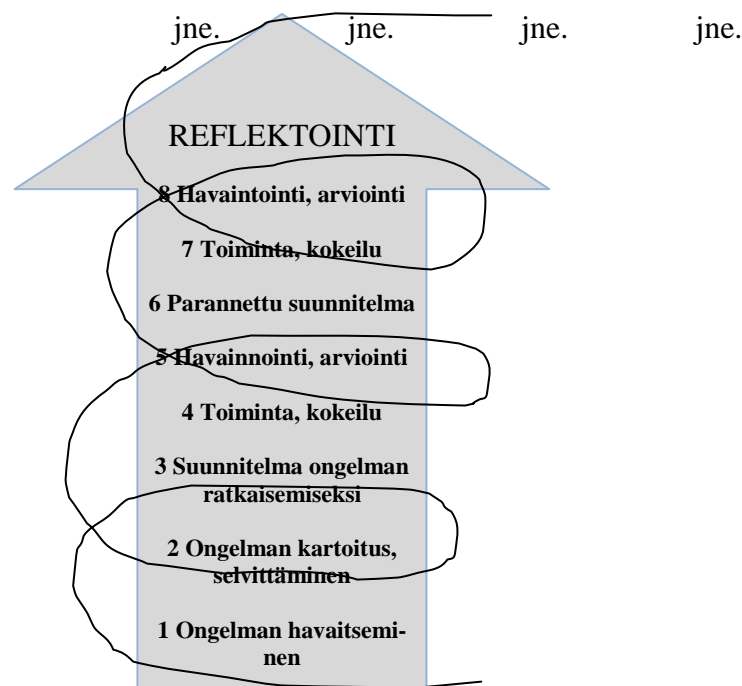 jne. jne. jne. jne.
REFLEKTOINTI
8 Havaintointi, arviointi
7 Toiminta, kokeilu
6 Parannettu suunnitelma
5 Havainnointi, arviointi
4 Toiminta, kokeilu
3 Suunnitelma ongelman
ratkaisemiseksi
2 Ongelman kartoitus,
selvittäminen
1 Ongelman havaitsemi-
nen